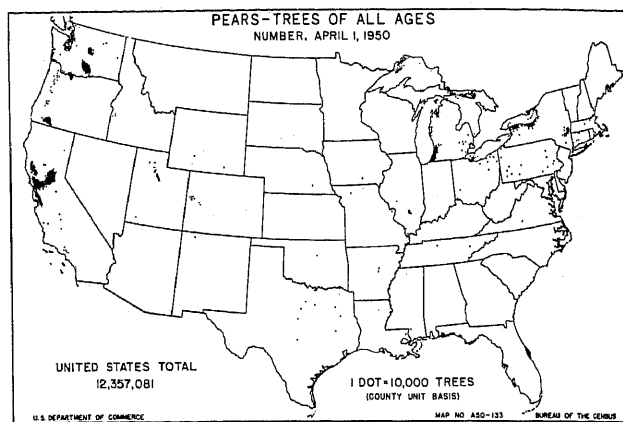 PEARS-TREES OF ALL AGES
NUMBER, APRIL 1, 1950
UNITED STATES TOTAL
12,357,081
1 DOT=10,000 TREES
(COUNTY UNIT BASIS)
U.S. DEPARTMENT OF COMMERCE
MAP NO A50-133
BUREAU OF THE CENSUS